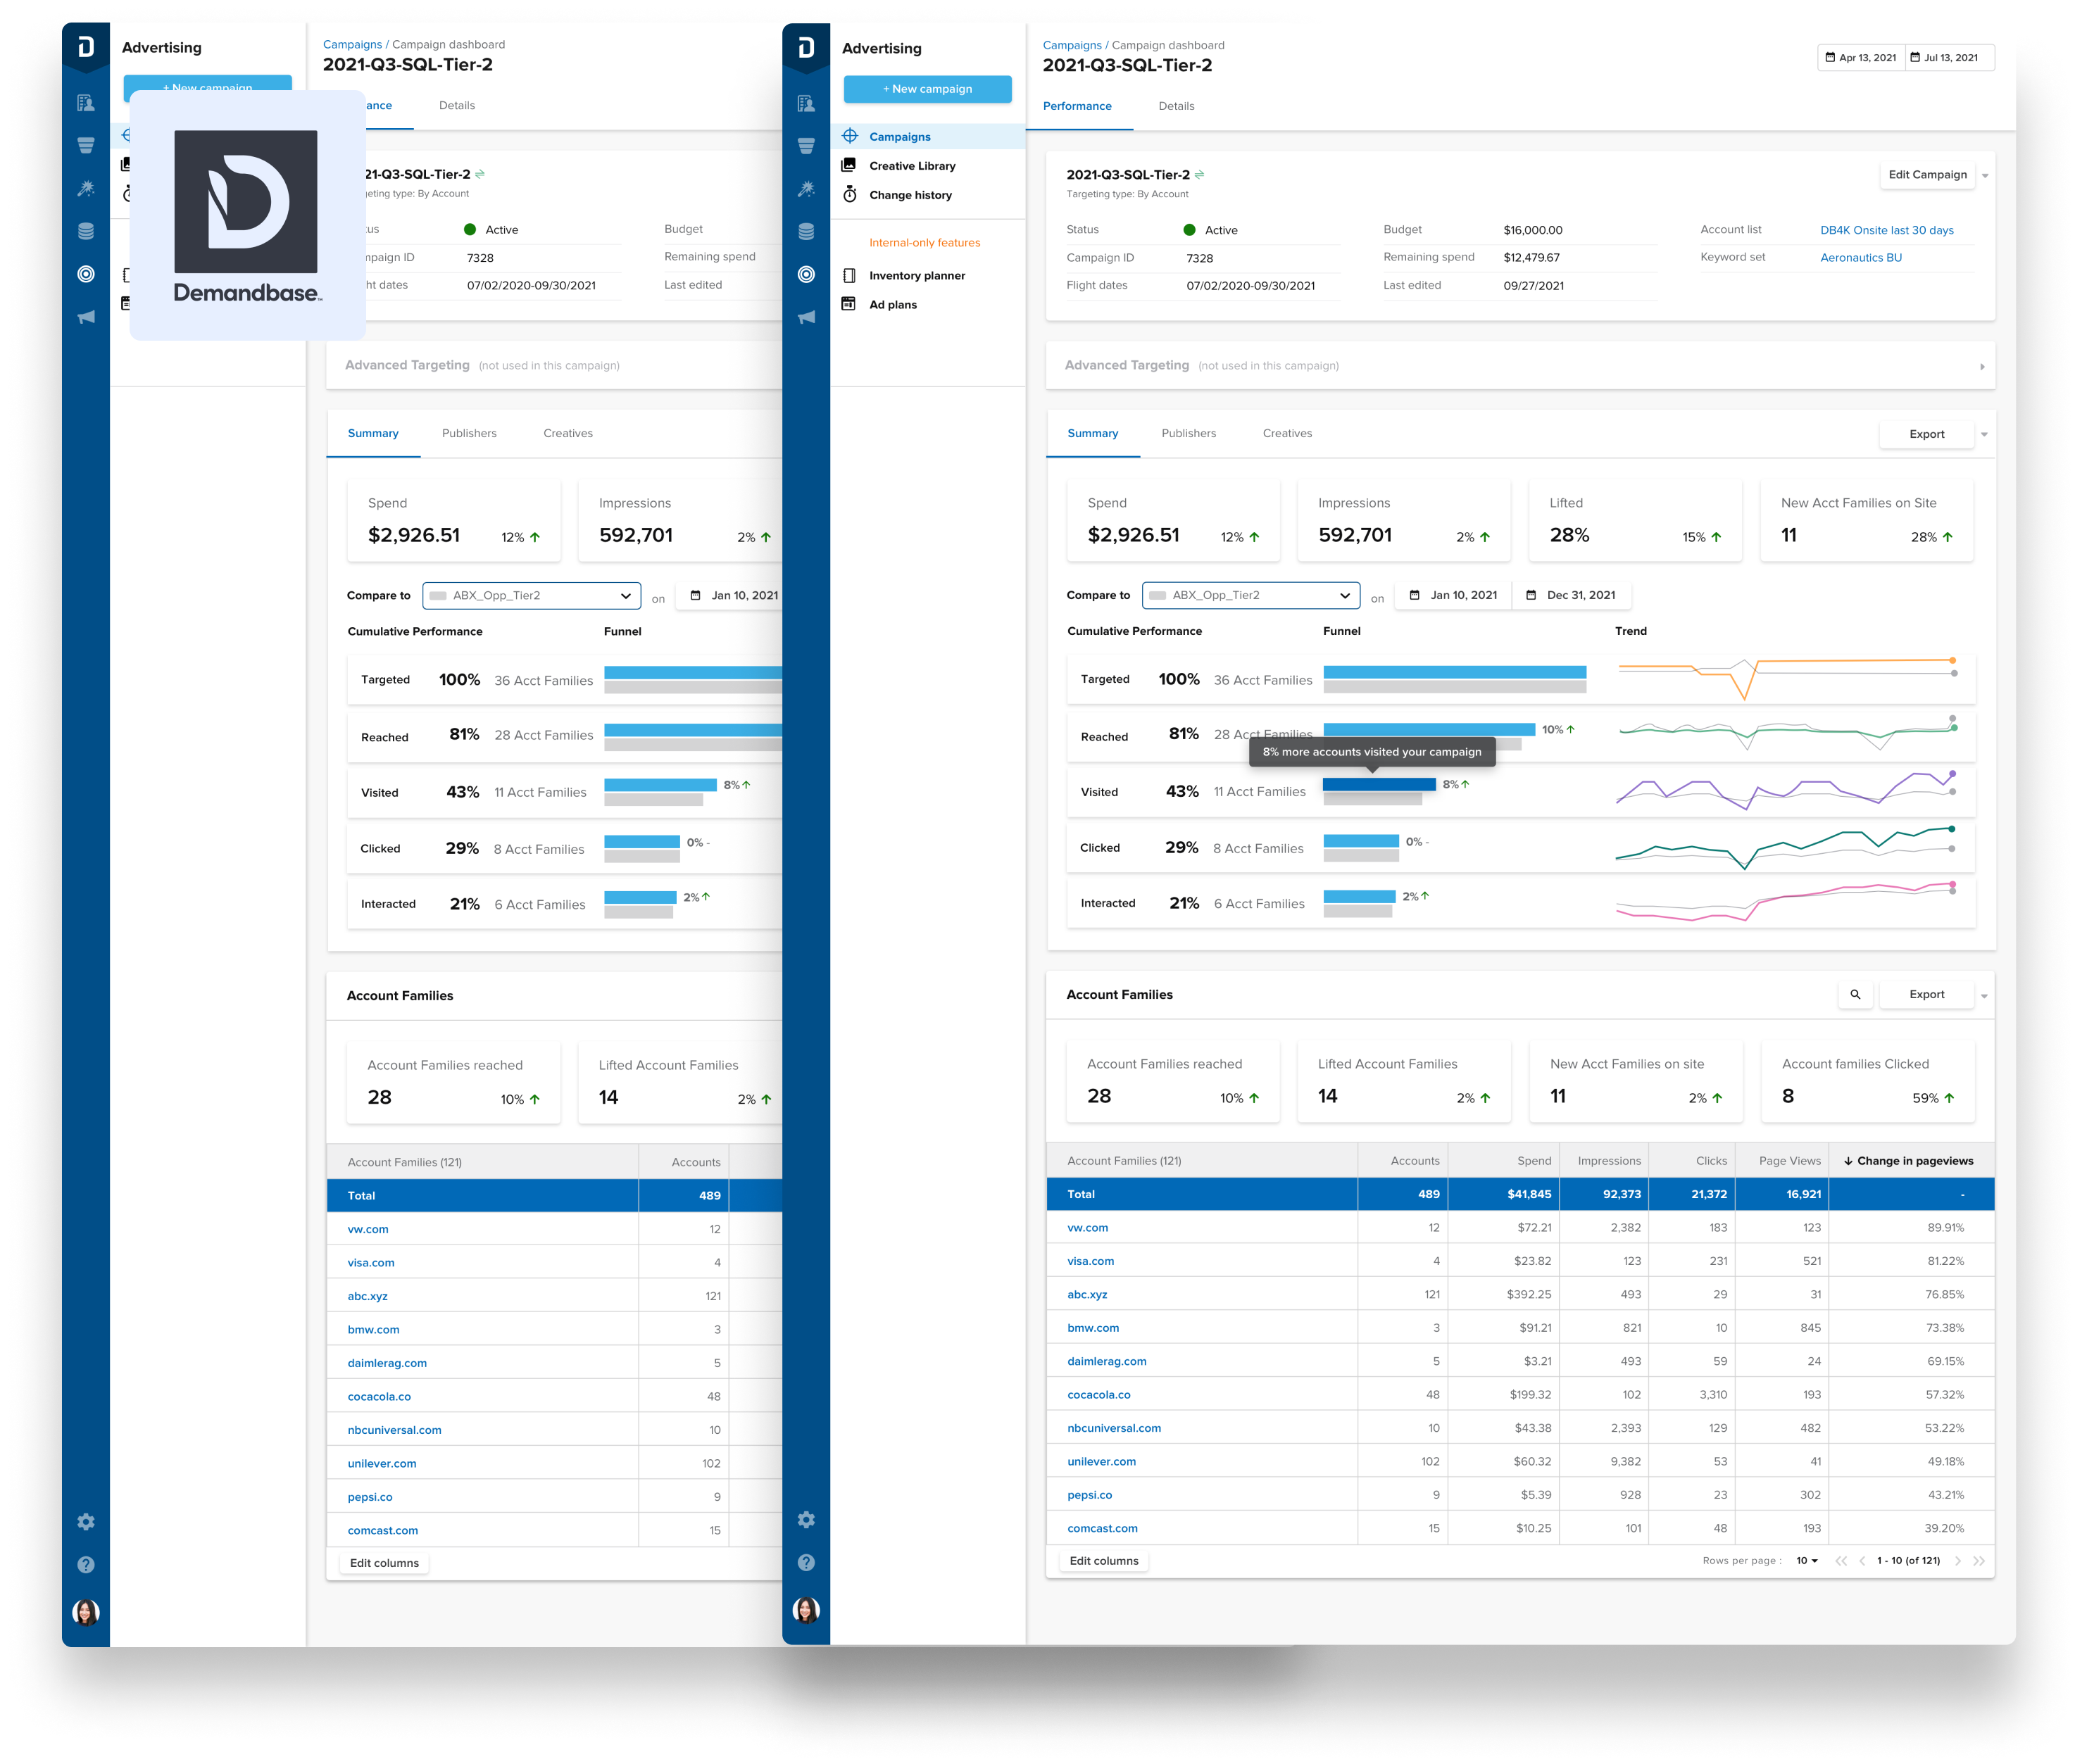 Advertising
+ New campaign
Demandbase™
Campaigns / Campaign dashboard
2021-Q3-SQL-Tier-2
Details
21-Q3-SQL-Tier-2
geting type: By Account
Active
Budget
7328
Remaining spend
ht dates
07/02/2020-09/30/2021
Last edited
Advanced Targeting (not used in this campaign)
Summary
Publishers
Creatives
Spend
$2,926.51 12%
Impressions
592,701 2%
Compare to ABX_Opp_Tier2 on Jan 10, 2021
Cumulative Performance Funnel
Targeted 100% 36 Acct Families
Reached 81% 28 Acct Families
Visited 43% 11 Acct Families 8%
Clicked 29% 8 Acct Families 0% -
Interacted 21% 6 Acct Families 2%
Account Families
Account Families reached
28 10%
Lifted Account Families
14 2%
Account Families (121) Accounts
Total 489
vw.com 12
visa.com 4
abc.xyz 121
bmw.com 3
daimlerag.com 5
cocacola.co 48
nbcuniversal.com 10
unilever.com 102
pepsi.co 9
comcast.com 15
Edit columns
Advertising
+ New campaign
Campaigns
Creative Library
Change history
Internal-only features
Inventory planner
Ad plans
Campaigns / Campaign dashboard
2021-Q3-SQL-Tier-2
Apr 13, 2021 Jul 13, 2021
Performance
Details
2021-Q3-SQL-Tier-2
Targeting type: By Account
Edit Campaign
Status Active Budget $16,000.00 Account list DB4K Onsite last 30 days
Campaign ID 7328 Remaining spend $12,479.67 Keyword set Aeronautics BU
Flight dates 07/02/2020-09/30/2021 Last edited 09/27/2021
Advanced Targeting (not used in this campaign)
Summary Publishers Creatives Export
Spend
$2,926.51 12%
Impressions
592,701 2%
Lifted
28% 15%
New Acct Families on Site
11 28%
Compare to ABX_Opp_Tier2 on Jan 10, 2021 Dec 31, 2021
Cumulative Performance Funnel Trend
Targeted 100% 36 Acct Families
Reached 81% 28 Acct Families 10%
8% more accounts visited your campaign
Visited 43% 11 Acct Families 8%
Clicked 29% 8 Acct Families 0% -
Interacted 21% 6 Acct Families 2%
Account Families Export
Account Families reached
28 10%
Lifted Account Families
14 2%
New Acct Families on site
11 2%
Account families Clicked
8 59%
Account Families (121) Accounts Spend Impressions Clicks Page Views Change in pageviews
Total 489 $41,845 92,373 21,372 16,921 -
vw.com 12 $72.21 2,382 183 123 89.91%
visa.com 4 $23.82 123 231 521 81.22%
abc.xyz 121 $392.25 493 29 31 76.85%
bmw.com 3 $91.21 821 10 845 73.38%
daimlerag.com 5 $3.21 493 59 24 69.15%
cocacola.co 48 $199.32 102 3,310 193 57.32%
nbcuniversal.com 10 $43.38 2,393 129 482 53.22%
unilever.com 102 $60.32 9,382 53 41 49.18%
pepsi.co 9 $5.39 928 23 302 43.21%
comcast.com 15 $10.25 101 48 193 39.20%
Edit columns
Rows per page : 10 1 - 10 (of 121)